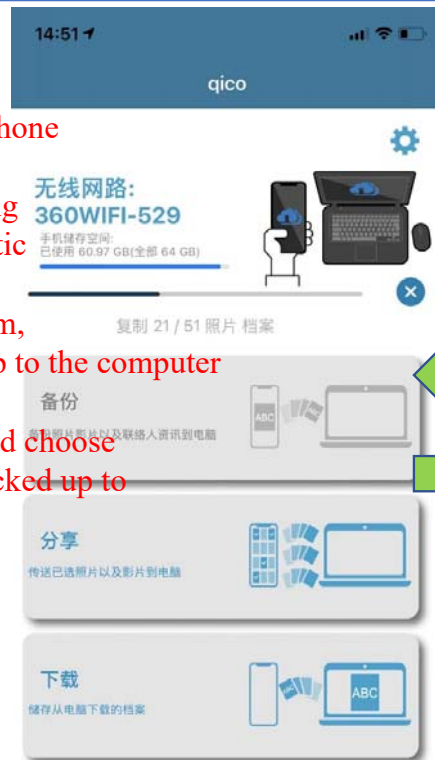 14:51
qico
hone
无线网路:
ng
360WIFI-529
手机储存空间:
tic
已使用 60.97 GB(全部 64 GB)
复制 21 / 51 照片 档案
p to the computer
备份
ABC
备份照片影片以及联络人资讯到电脑
d choose
cked up to
分享
传送已选照片以及影片到电脑
下载
ABC
储存从电脑下载的档案